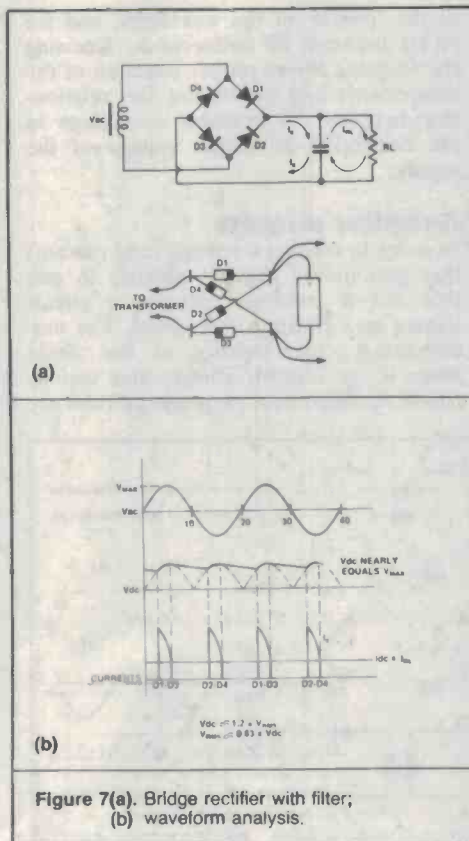 D4
D1
Vac
D3
D2
RL
D1
D4
TO
TRANSFORMER
D2
D3
(a)
VMAX
Vac
10
20
30
40
Vdc NEARLY
EQUALS VMAX
Vdc
Idc =
CURRENTS
D1-D3
D2-D4
D1-D3
D2-D4
(b)
Figure 7(a). Bridge rectifier with filter;
(b) waveform analysis.